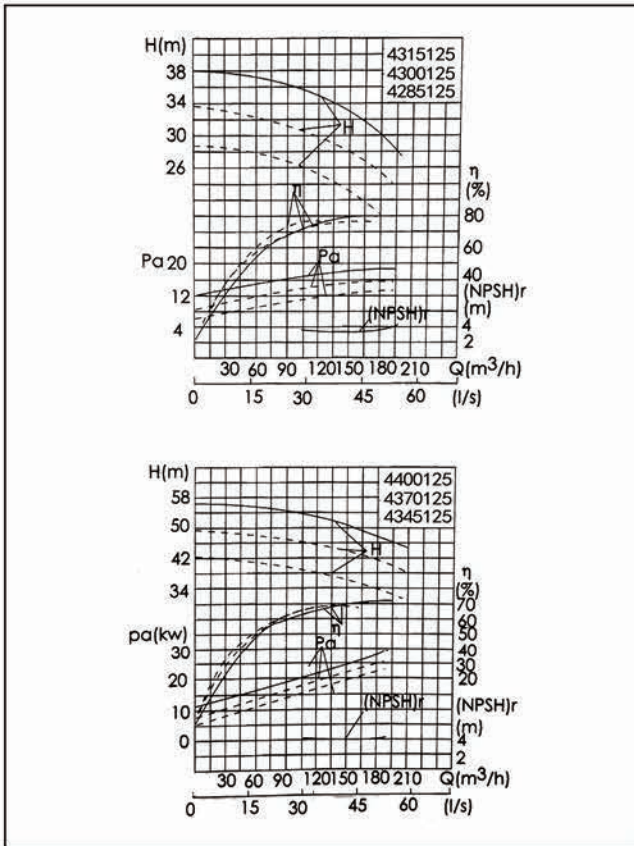 H(m)
38
34
30
26
Pa 20
12
4
4315125
4300125
4285125
H
η
Pa
(NPSH)r
η
(%)
80
60
40
(NPSH)r
(m)
4
2
30 60 90 120 150 180 210 Q(m³/h)
0 15 30 45 60 (l/s)
H(m)
58
50
42
34
pa(kw)
30
20
10
0
4400125
4370125
4345125
H
η
Pa
(NPSH)r
η
(%)
70
60
50
40
30
20
(NPSH)r
(m)
4
2
30 60 90 120 150 180 210 Q(m³/h)
0 15 30 45 60 (l/s)